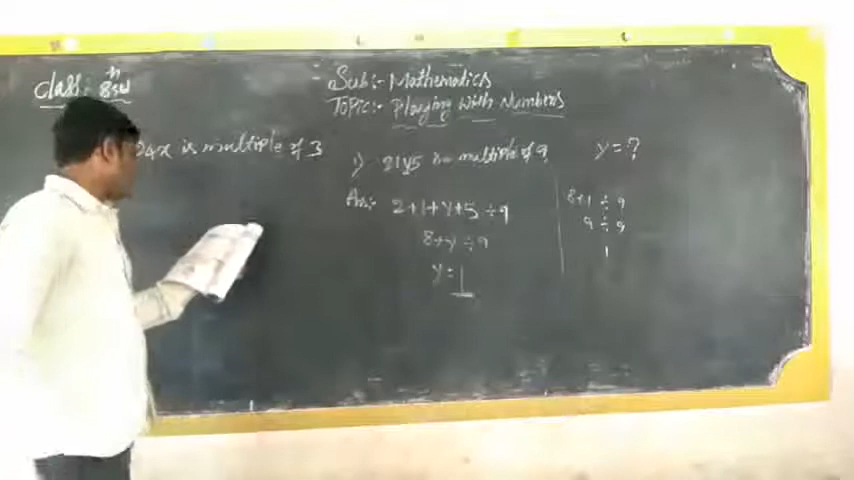 Class:- 8th
Sub:- Mathematics
Topic:- Playing with Numbers
24x is multiple of 3
1) 21y5 is multiple of 9 y=?
Ans:- 2+1+y+5 ÷ 9
8+y ÷ 9
y=1
8+1 ÷ 9
9 ÷ 9
1